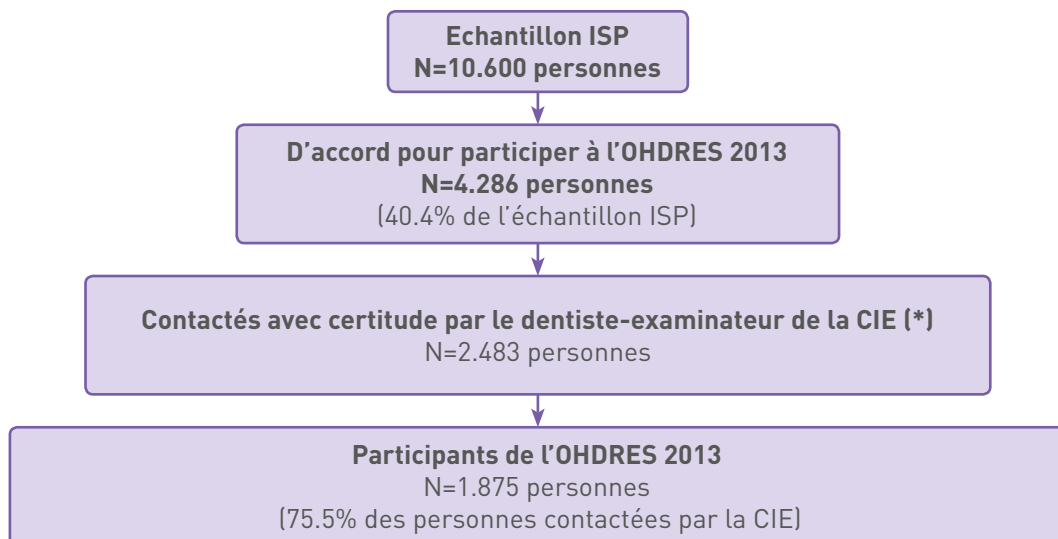 Echantillon ISP
N=10.600 personnes
D’accord pour participer à l’OHDRES 2013
N=4.286 personnes
(40.4% de l’échantillon ISP)
Contactés avec certitude par le dentiste-examinateur de la CIE (*)
N=2.483 personnes
Participants de l’OHDRES 2013
N=1.875 personnes
(75.5% des personnes contactées par la CIE)